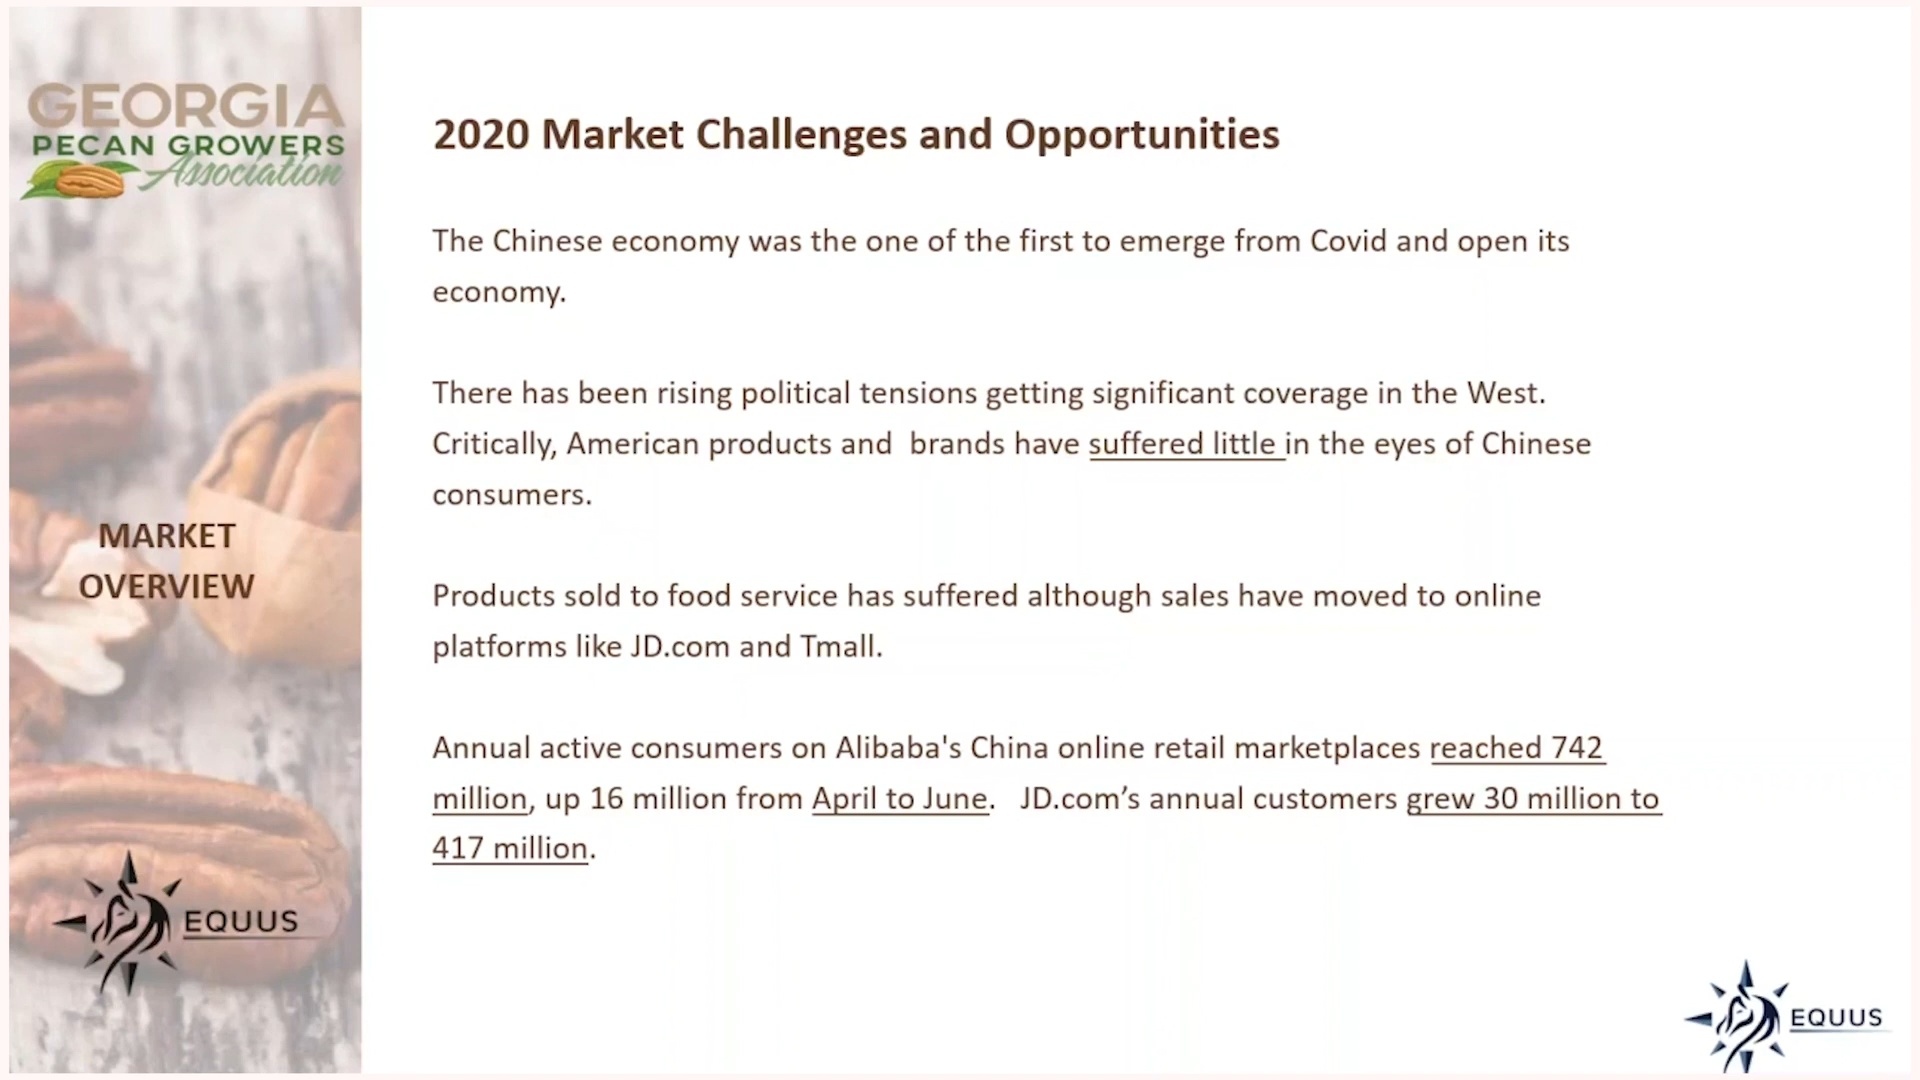 GEORGIA
PECAN GROWERS
Association
MARKET
OVERVIEW
EQUUS
2020 Market Challenges and Opportunities
The Chinese economy was the one of the first to emerge from Covid and open its
economy.
There has been rising political tensions getting significant coverage in the West.
Critically, American products and  brands have suffered little in the eyes of Chinese
consumers.
Products sold to food service has suffered although sales have moved to online
platforms like JD.com and Tmall.
Annual active consumers on Alibaba's China online retail marketplaces reached 742
million, up 16 million from April to June.   JD.com’s annual customers grew 30 million to
417 million.
EQUUS